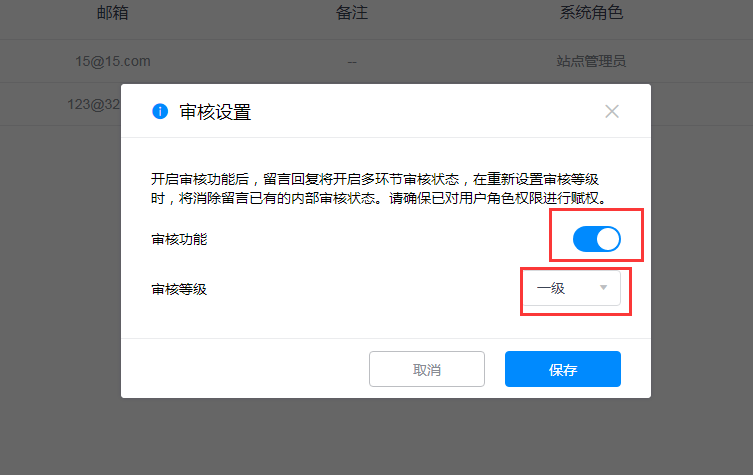 邮箱 备注 系统角色
15@15.com -- 站点管理员
123@32
审核设置
开启审核功能后，留言回复将开启多环节审核状态，在重新设置审核等级
时，将消除留言已有的内部审核状态。请确保已对用户角色权限进行赋权。
审核功能
审核等级 一级
取消 保存